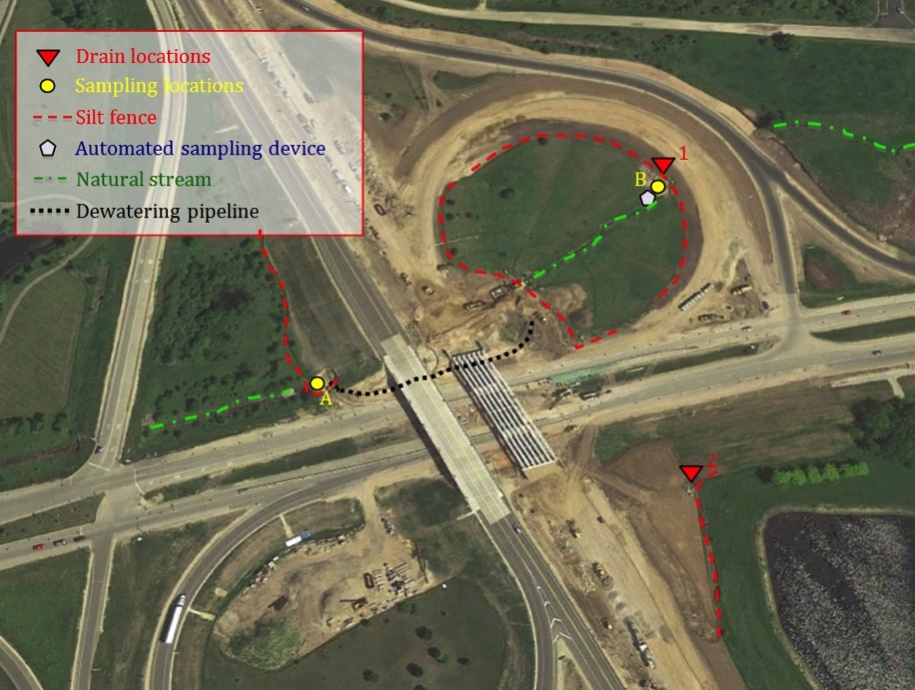 Drain locations
Sampling locations
Silt fence
Automated sampling device
Natural stream
Dewatering pipeline
1
B
A
2